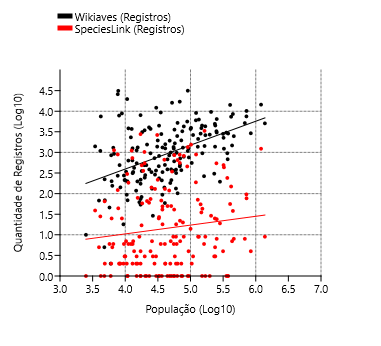 Wikiaves (Registros)
SpeciesLink (Registros)
Quantidade de Registros (Log10)
4.5
4.0
3.5
3.0
2.5
2.0
1.5
1.0
0.5
0.0
3.0 3.5 4.0 4.5 5.0 5.5 6.0 6.5 7.0
População (Log10)